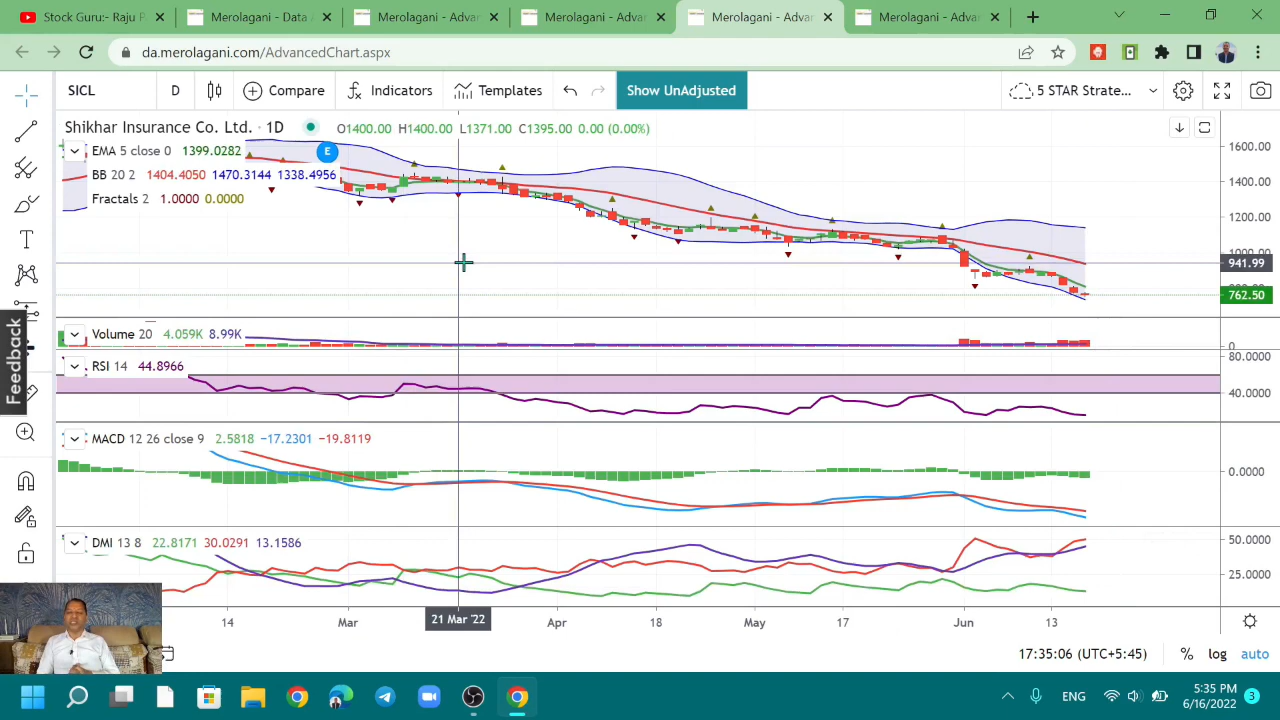 Stock Guru:- Raju P
Merolagani - Data A
Merolagani - Advan
Merolagani - Advan
Merolagani - Advan
Merolagani - Advan
da.merolagani.com/AdvancedChart.aspx
SICL
D
Compare
Indicators
Templates
Show UnAdjusted
5 STAR Strate...
Shikhar Insurance Co. Ltd. · 1D
O1400.00 H1400.00 L1371.00 C1395.00 0.00 (0.00%)
EMA 5 close 0 1399.0282
E
BB 20 2 1404.4050 1470.3144 1338.4956
Fractals 2 1.0000 0.0000
1600.00
1400.00
1200.00
941.99
762.50
Volume 20 4.059K 8.99K
0
RSI 14 44.8966
80.0000
40.0000
MACD 12 26 close 9 2.5818 −17.2301 −19.8119
0.0000
DMI 13 8 22.8171 30.0291 13.1586
50.0000
25.0000
Feedback
14
Mar
21 Mar '22
Apr
18
May
17
Jun
13
17:35:06 (UTC+5:45)
%
log
auto
ENG
5:35 PM
6/16/2022
3